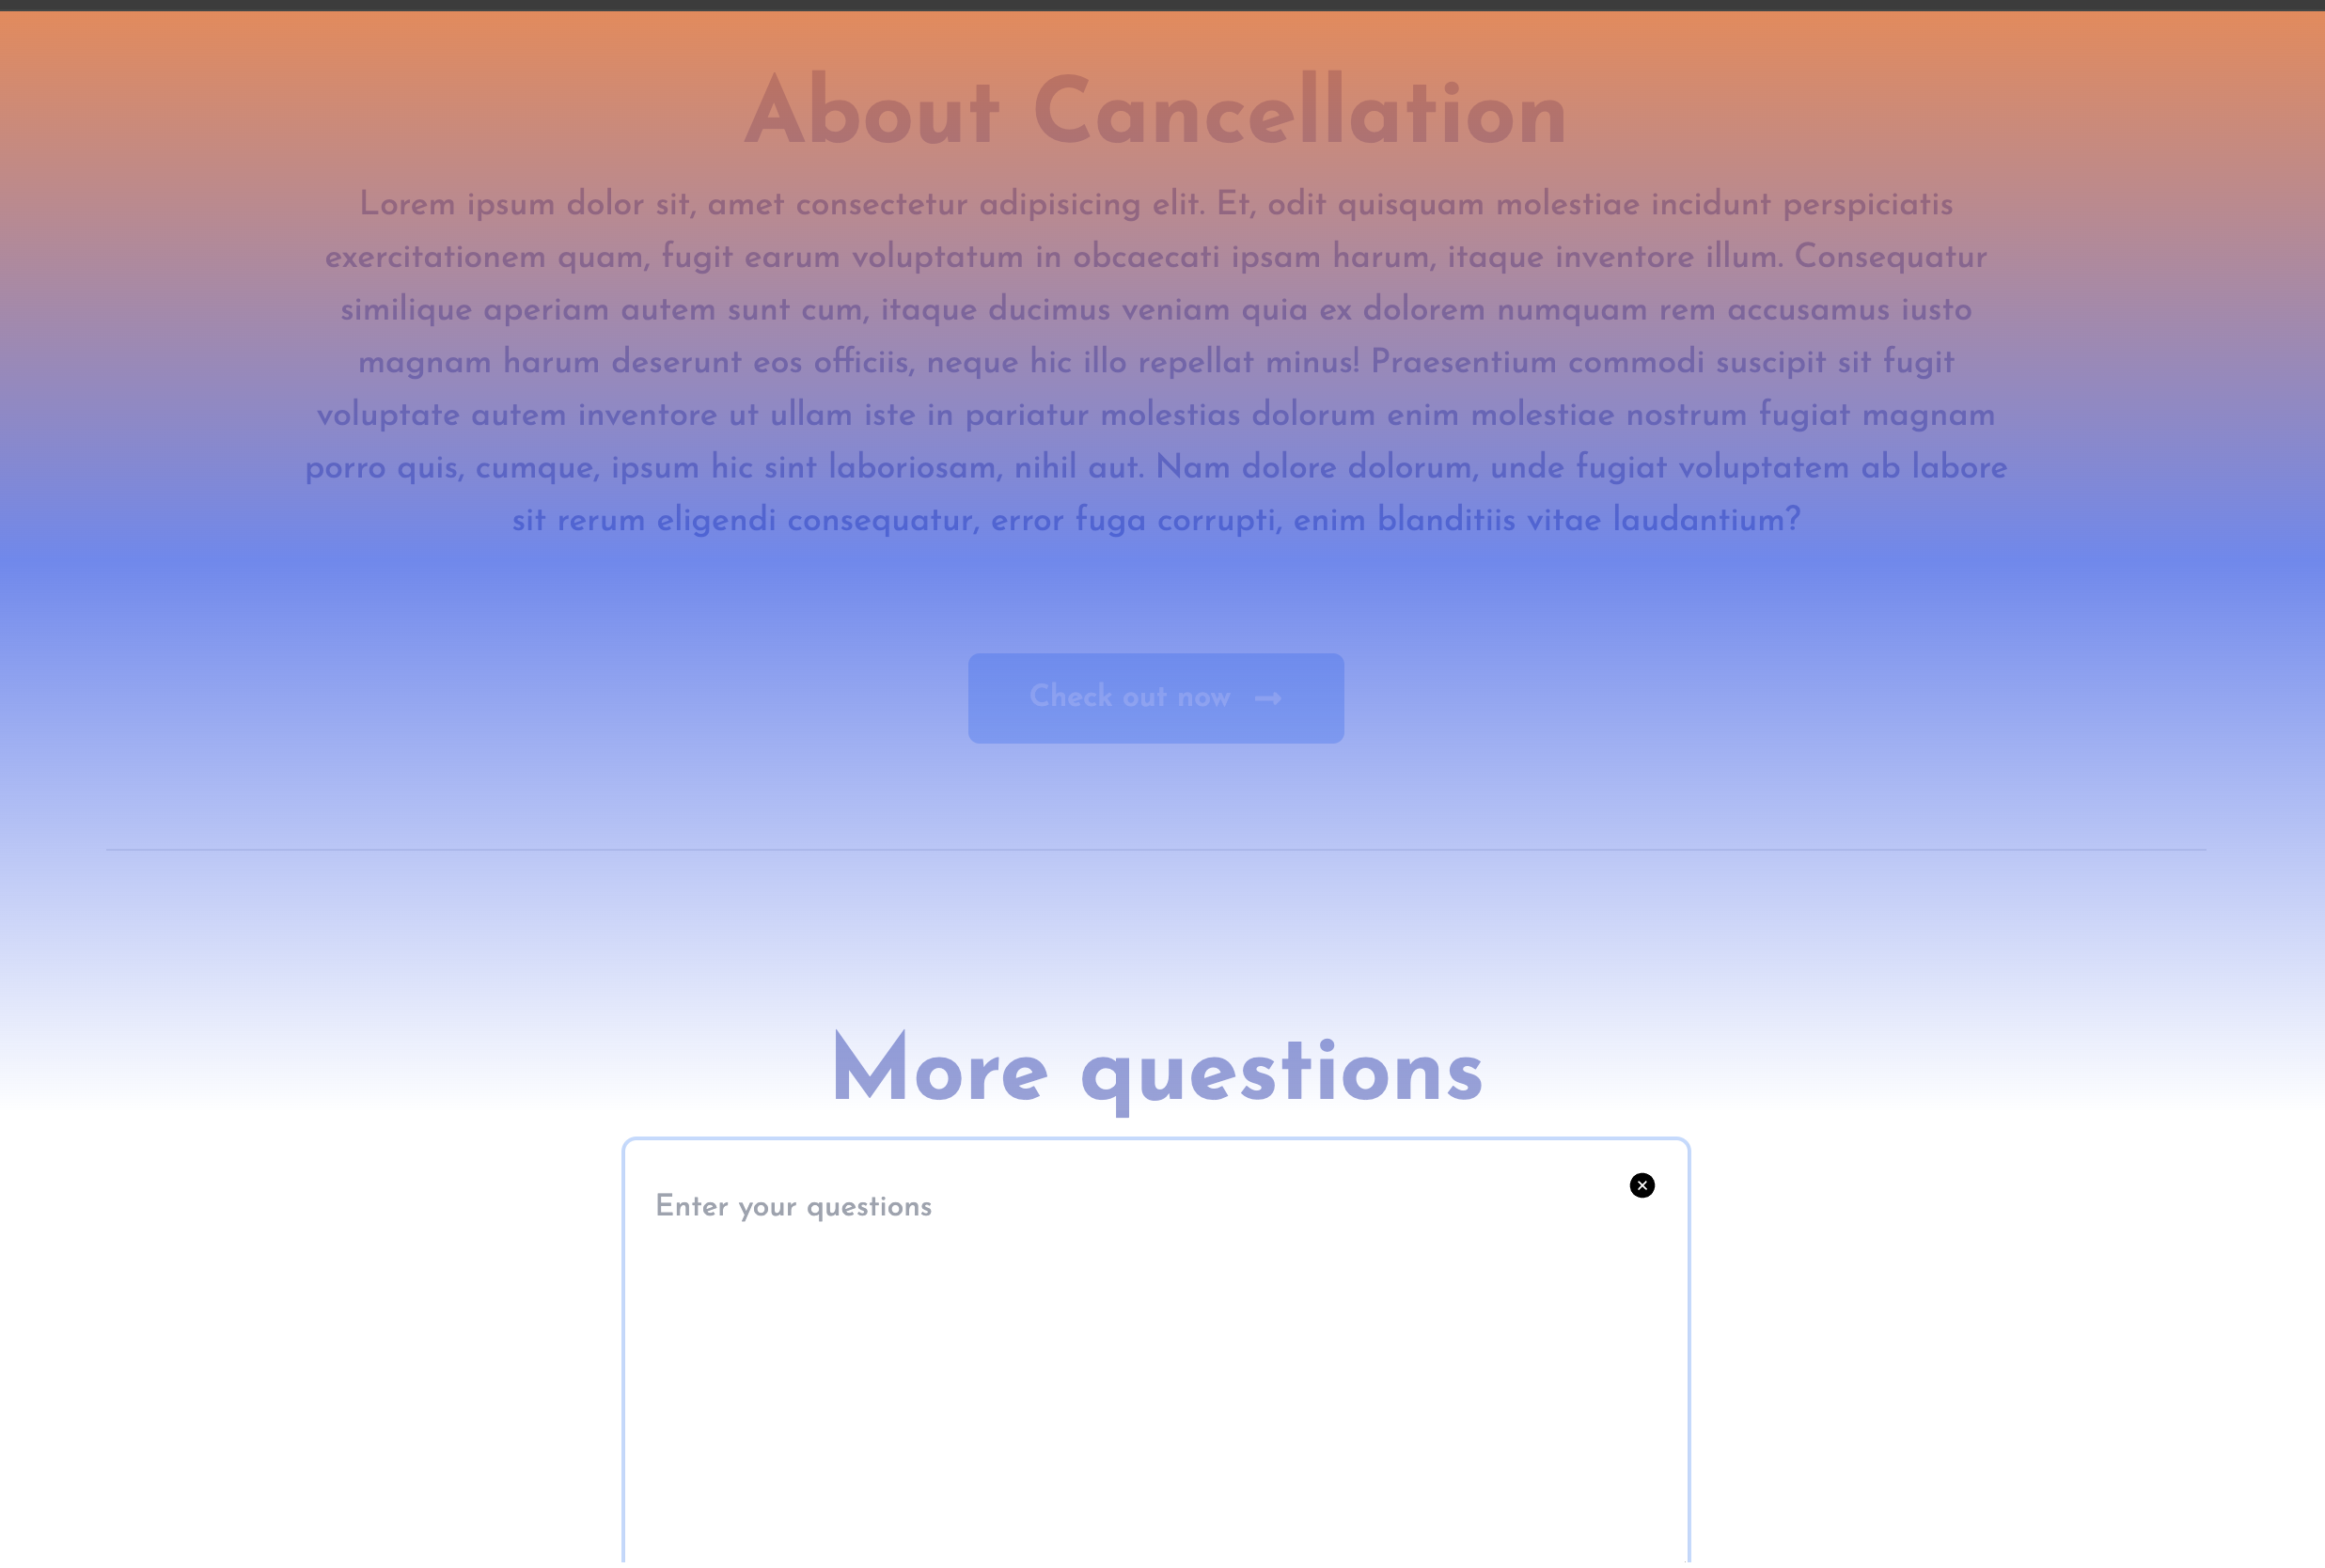 About Cancellation
Lorem ipsum dolor sit, amet consectetur adipisicing elit. Et, odit quisquam molestiae incidunt perspiciatis
exercitationem quam, fugit earum voluptatum in obcaecati ipsam harum, itaque inventore illum. Consequatur
similique aperiam autem sunt cum, itaque ducimus veniam quia ex dolorem numquam rem accusamus iusto
magnam harum deserunt eos officiis, neque hic illo repellat minus! Praesentium commodi suscipit sit fugit
voluptate autem inventore ut ullam iste in pariatur molestias dolorum enim molestiae nostrum fugiat magnam
porro quis, cumque, ipsum hic sint laboriosam, nihil aut. Nam dolore dolorum, unde fugiat voluptatem ab labore
sit rerum eligendi consequatur, error fuga corrupti, enim blanditiis vitae laudantium?
Check out now
More questions
Enter your questions